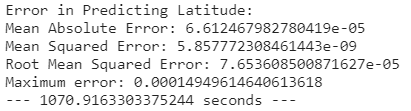 Error in Predicting Latitude:
Mean Absolute Error: 6.612467982780419e-05
Mean Squared Error: 5.857772308461443e-09
Root Mean Squared Error: 7.653608500871627e-05
Maximum error: 0.00014949614640613618
--- 1070.9163303375244 seconds ---